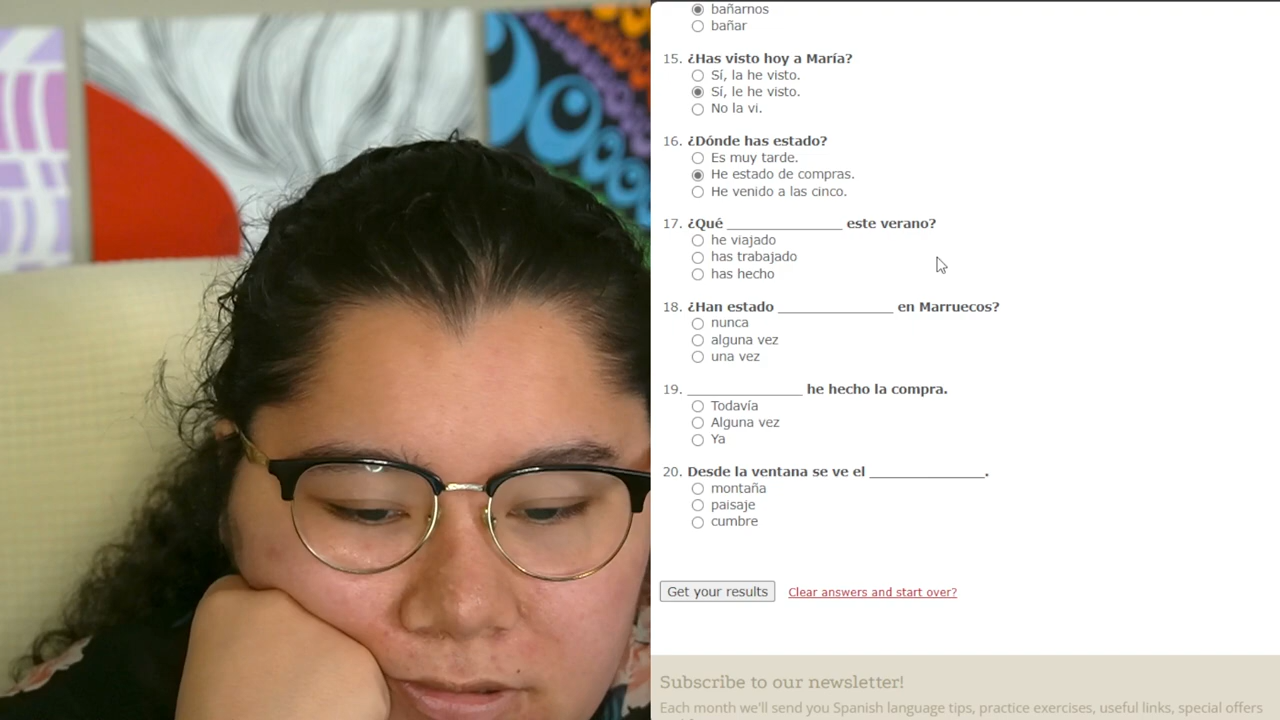 bañarnos
bañar
15. ¿Has visto hoy a María?
Sí, la he visto.
Sí, le he visto.
No la vi.
16. ¿Dónde has estado?
Es muy tarde.
He estado de compras.
He venido a las cinco.
17. ¿Qué _______________ este verano?
he viajado
has trabajado
has hecho
18. ¿Han estado _______________ en Marruecos?
nunca
alguna vez
una vez
19. _______________ he hecho la compra.
Todavía
Alguna vez
Ya
20. Desde la ventana se ve el _______________.
montaña
paisaje
cumbre
Get your results Clear answers and start over?
Subscribe to our newsletter!
Each month we'll send you Spanish language tips, practice exercises, useful links, special offers